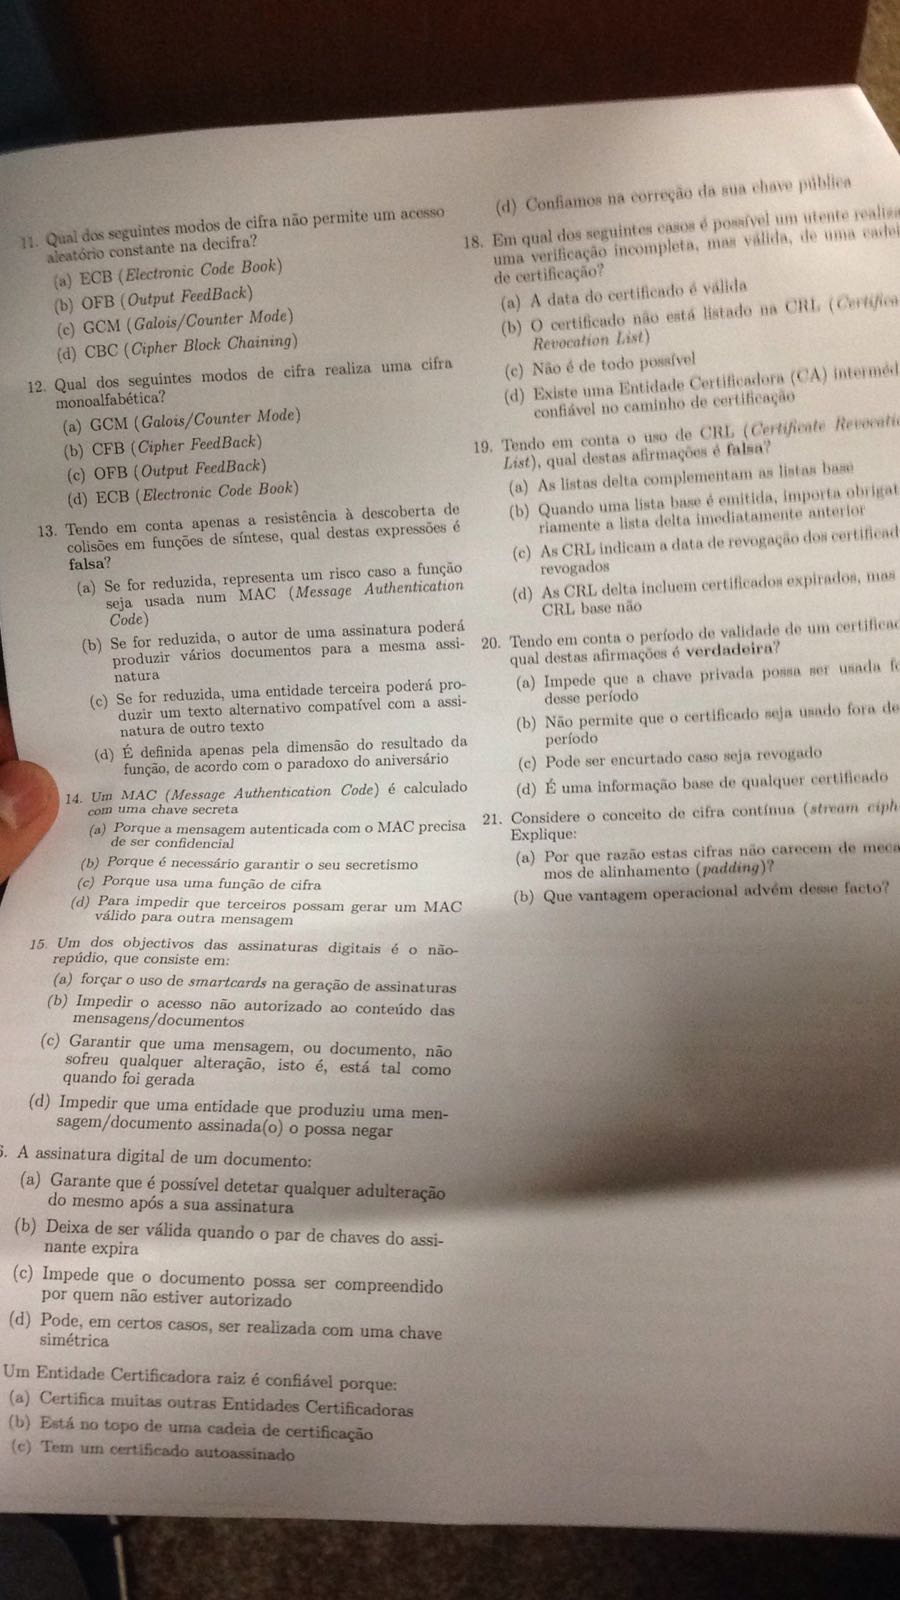 11. Qual dos seguintes modos de cifra não permite um acesso
aleatório constante na decifra?
(a) ECB (Electronic Code Book)
(b) OFB (Output FeedBack)
(c) GCM (Galois/Counter Mode)
(d) CBC (Cipher Block Chaining)
12. Qual dos seguintes modos de cifra realiza uma cifra
monoalfabética?
(a) GCM (Galois/Counter Mode)
(b) CFB (Cipher FeedBack)
(c) OFB (Output FeedBack)
(d) ECB (Electronic Code Book)
13. Tendo em conta apenas a resistência à descoberta de
colisões em funções de síntese, qual destas expressões é
falsa?
(a) Se for reduzida, representa um risco caso a função
seja usada num MAC (Message Authentication
Code)
(b) Se for reduzida, o autor de uma assinatura poderá
produzir vários documentos para a mesma assi-
natura
(c) Se for reduzida, uma entidade terceira poderá pro-
duzir um texto alternativo compatível com a assi-
natura de outro texto
(d) É definida apenas pela dimensão do resultado da
função, de acordo com o paradoxo do aniversário
14. Um MAC (Message Authentication Code) é calculado
com uma chave secreta
(a) Porque a mensagem autenticada com o MAC precisa
de ser confidencial
(b) Porque é necessário garantir o seu secretismo
(c) Porque usa uma função de cifra
(d) Para impedir que terceiros possam gerar um MAC
válido para outra mensagem
15. Um dos objectivos das assinaturas digitais é o não-
repúdio, que consiste em:
(a) forçar o uso de smartcards na geração de assinaturas
(b) Impedir o acesso não autorizado ao conteúdo das
mensagens/documentos
(c) Garantir que uma mensagem, ou documento, não
sofreu qualquer alteração, isto é, está tal como
quando foi gerada
(d) Impedir que uma entidade que produziu uma men-
sagem/documento assinada(o) o possa negar
6. A assinatura digital de um documento:
(a) Garante que é possível detetar qualquer adulteração
do mesmo após a sua assinatura
(b) Deixa de ser válida quando o par de chaves do assi-
nante expira
(c) Impede que o documento possa ser compreendido
por quem não estiver autorizado
(d) Pode, em certos casos, ser realizada com uma chave
simétrica
Um Entidade Certificadora raiz é confiável porque:
(a) Certifica muitas outras Entidades Certificadoras
(b) Está no topo de uma cadeia de certificação
(c) Tem um certificado autoassinado
(d) Confiamos na correção da sua chave pública
18. Em qual dos seguintes casos é possível um utente realiza
uma verificação incompleta, mas válida, de uma cadei
de certificação?
(a) A data do certificado é válida
(b) O certificado não está listado na CRL (Certifica
Revocation List)
(c) Não é de todo possível
(d) Existe uma Entidade Certificadora (CA) interméd
confiável no caminho de certificação
19. Tendo em conta o uso de CRL (Certificate Revocatio
List), qual destas afirmações é falsa?
(a) As listas delta complementam as listas base
(b) Quando uma lista base é emitida, importa obrigat
riamente a lista delta imediatamente anterior
(c) As CRL indicam a data de revogação dos certificad
revogados
(d) As CRL delta incluem certificados expirados, mas
CRL base não
20. Tendo em conta o período de validade de um certificad
qual destas afirmações é verdadeira?
(a) Impede que a chave privada possa ser usada fo
desse período
(b) Não permite que o certificado seja usado fora de
período
(c) Pode ser encurtado caso seja revogado
(d) É uma informação base de qualquer certificado
21. Considere o conceito de cifra contínua (stream ciph
Explique:
(a) Por que razão estas cifras não carecem de meca
mos de alinhamento (padding)?
(b) Que vantagem operacional advém desse facto?